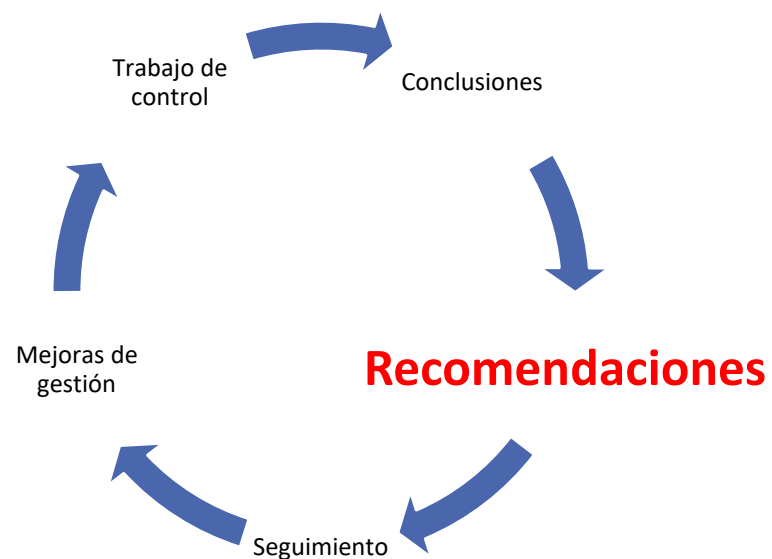 Trabajo de
control
Conclusiones
Recomendaciones
Seguimiento
Mejoras de
gestión